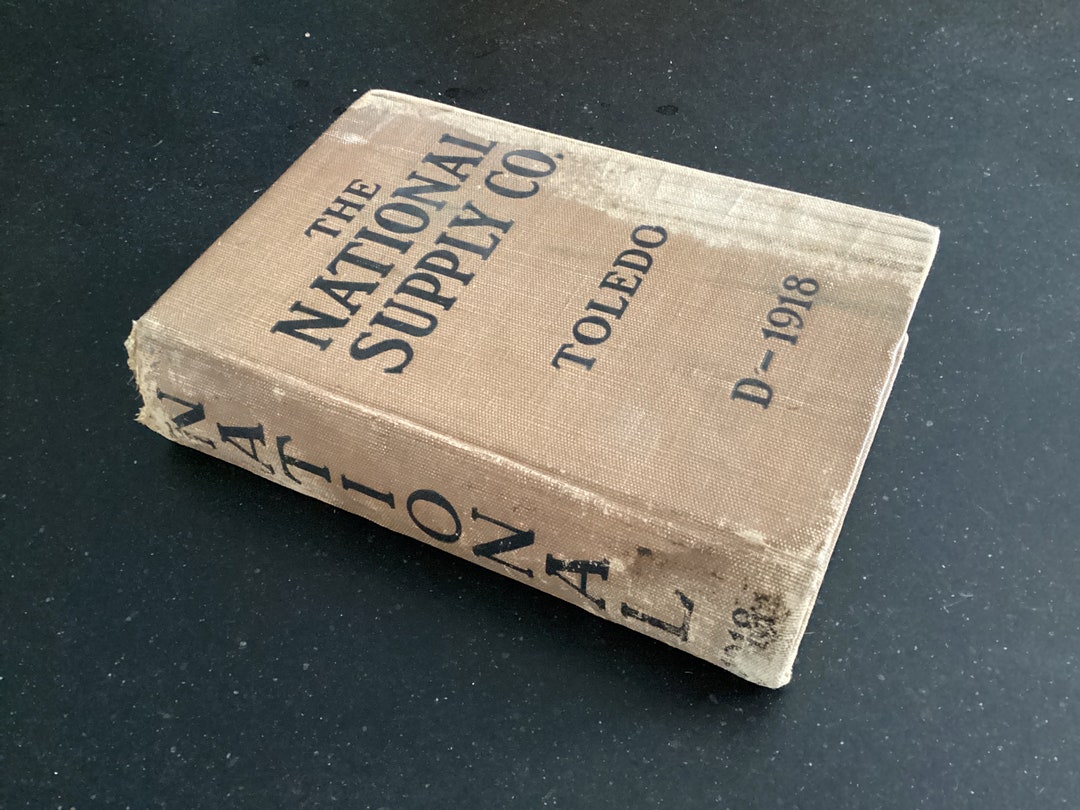 THE
NATIONAL
SUPPLY CO.
TOLEDO
D-1918
NATIONAL